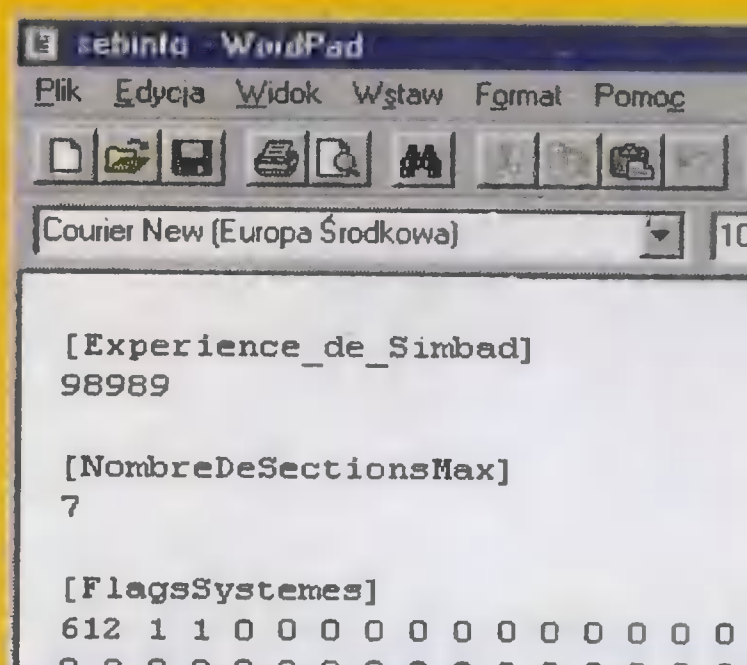 sebinfo - WordPad
Plik Edycja Widok Wstaw Format Pomoc
Courier New (Europa Środkowa) 10
[Experience_de_Simbad]
98989
[NombreDeSectionsMax]
7
[FlagsSystemes]
612 1 1 0 0 0 0 0 0 0 0 0 0 0 0